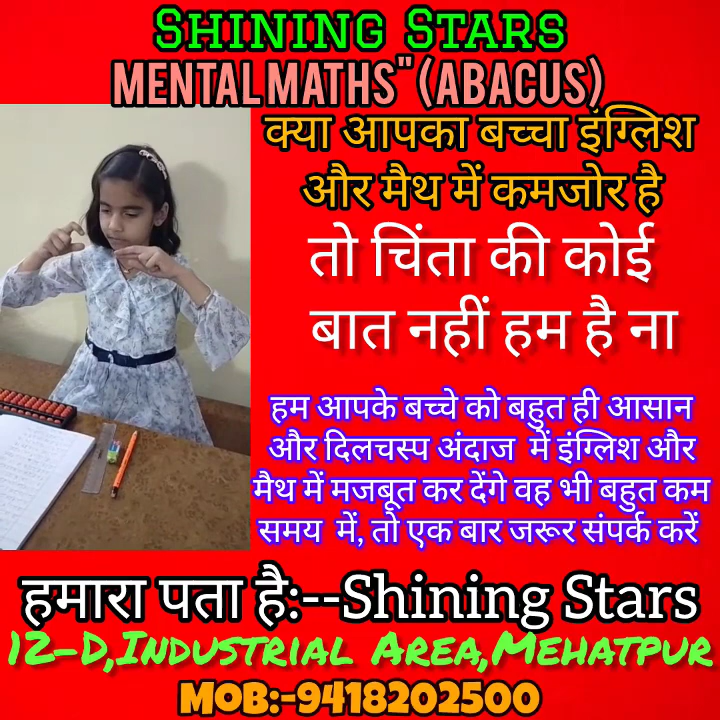 SHINING STARS
MENTAL MATHS" (ABACUS)
क्या आपका बच्चा इंग्लिश
और मैथ में कमजोर है
तो चिंता की कोई
बात नहीं हम है ना
हम आपके बच्चे को बहुत ही आसान
और दिलचस्प अंदाज में इंग्लिश और
मैथ में मजबूत कर देंगे वह भी बहुत कम
समय में, तो एक बार जरूर संपर्क करें
हमारा पता है:--Shining Stars
12-D,INDUSTRIAL AREA,MEHATPUR
MOB:-9418202500